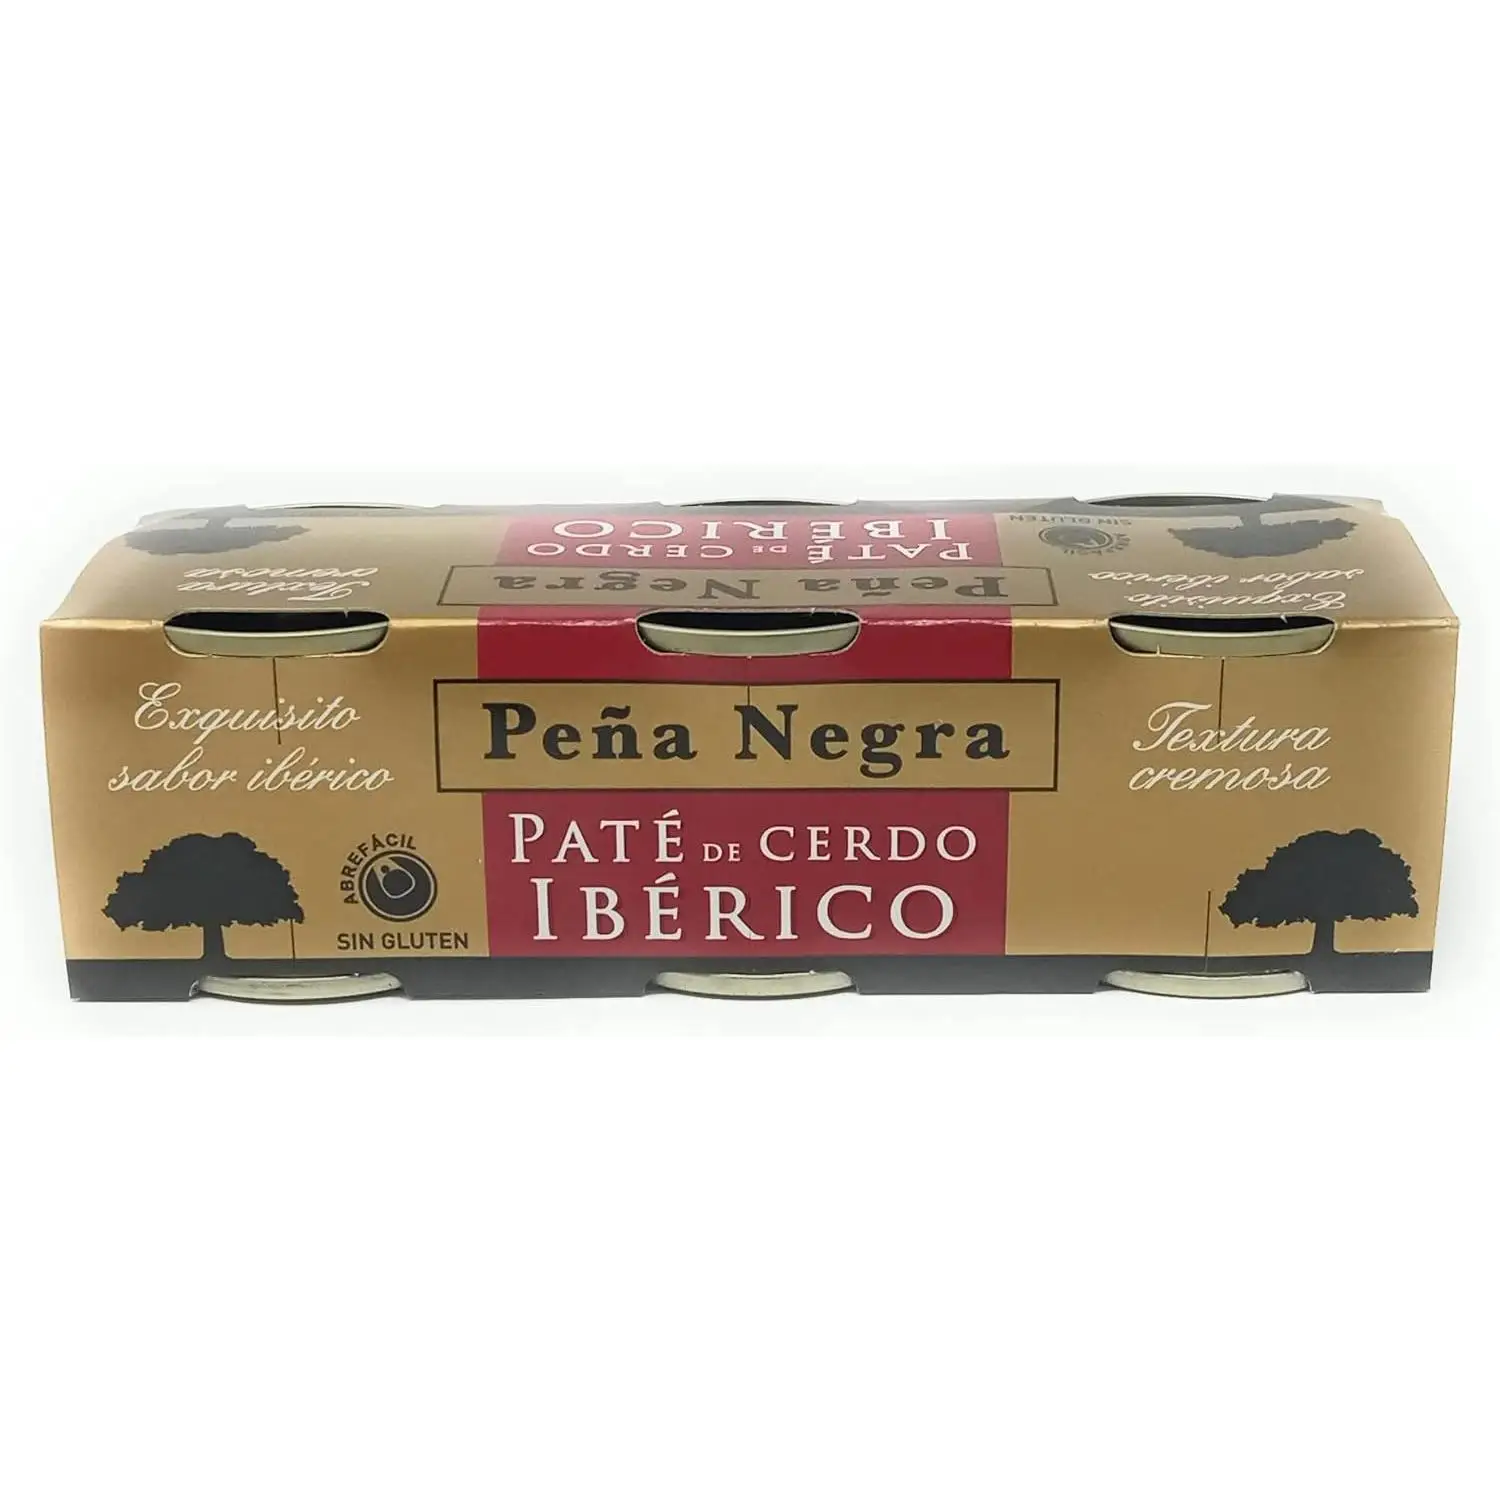 PATÉ DE CERDO
IBÉRICO
SIN GLUTEN
ABREFÁCIL
Peña Negra
Textura
cremosa
Exquisito
sabor ibérico
Exquisito
sabor ibérico
Peña Negra
Textura
cremosa
PATÉ DE CERDO
IBÉRICO
ABREFÁCIL
SIN GLUTEN